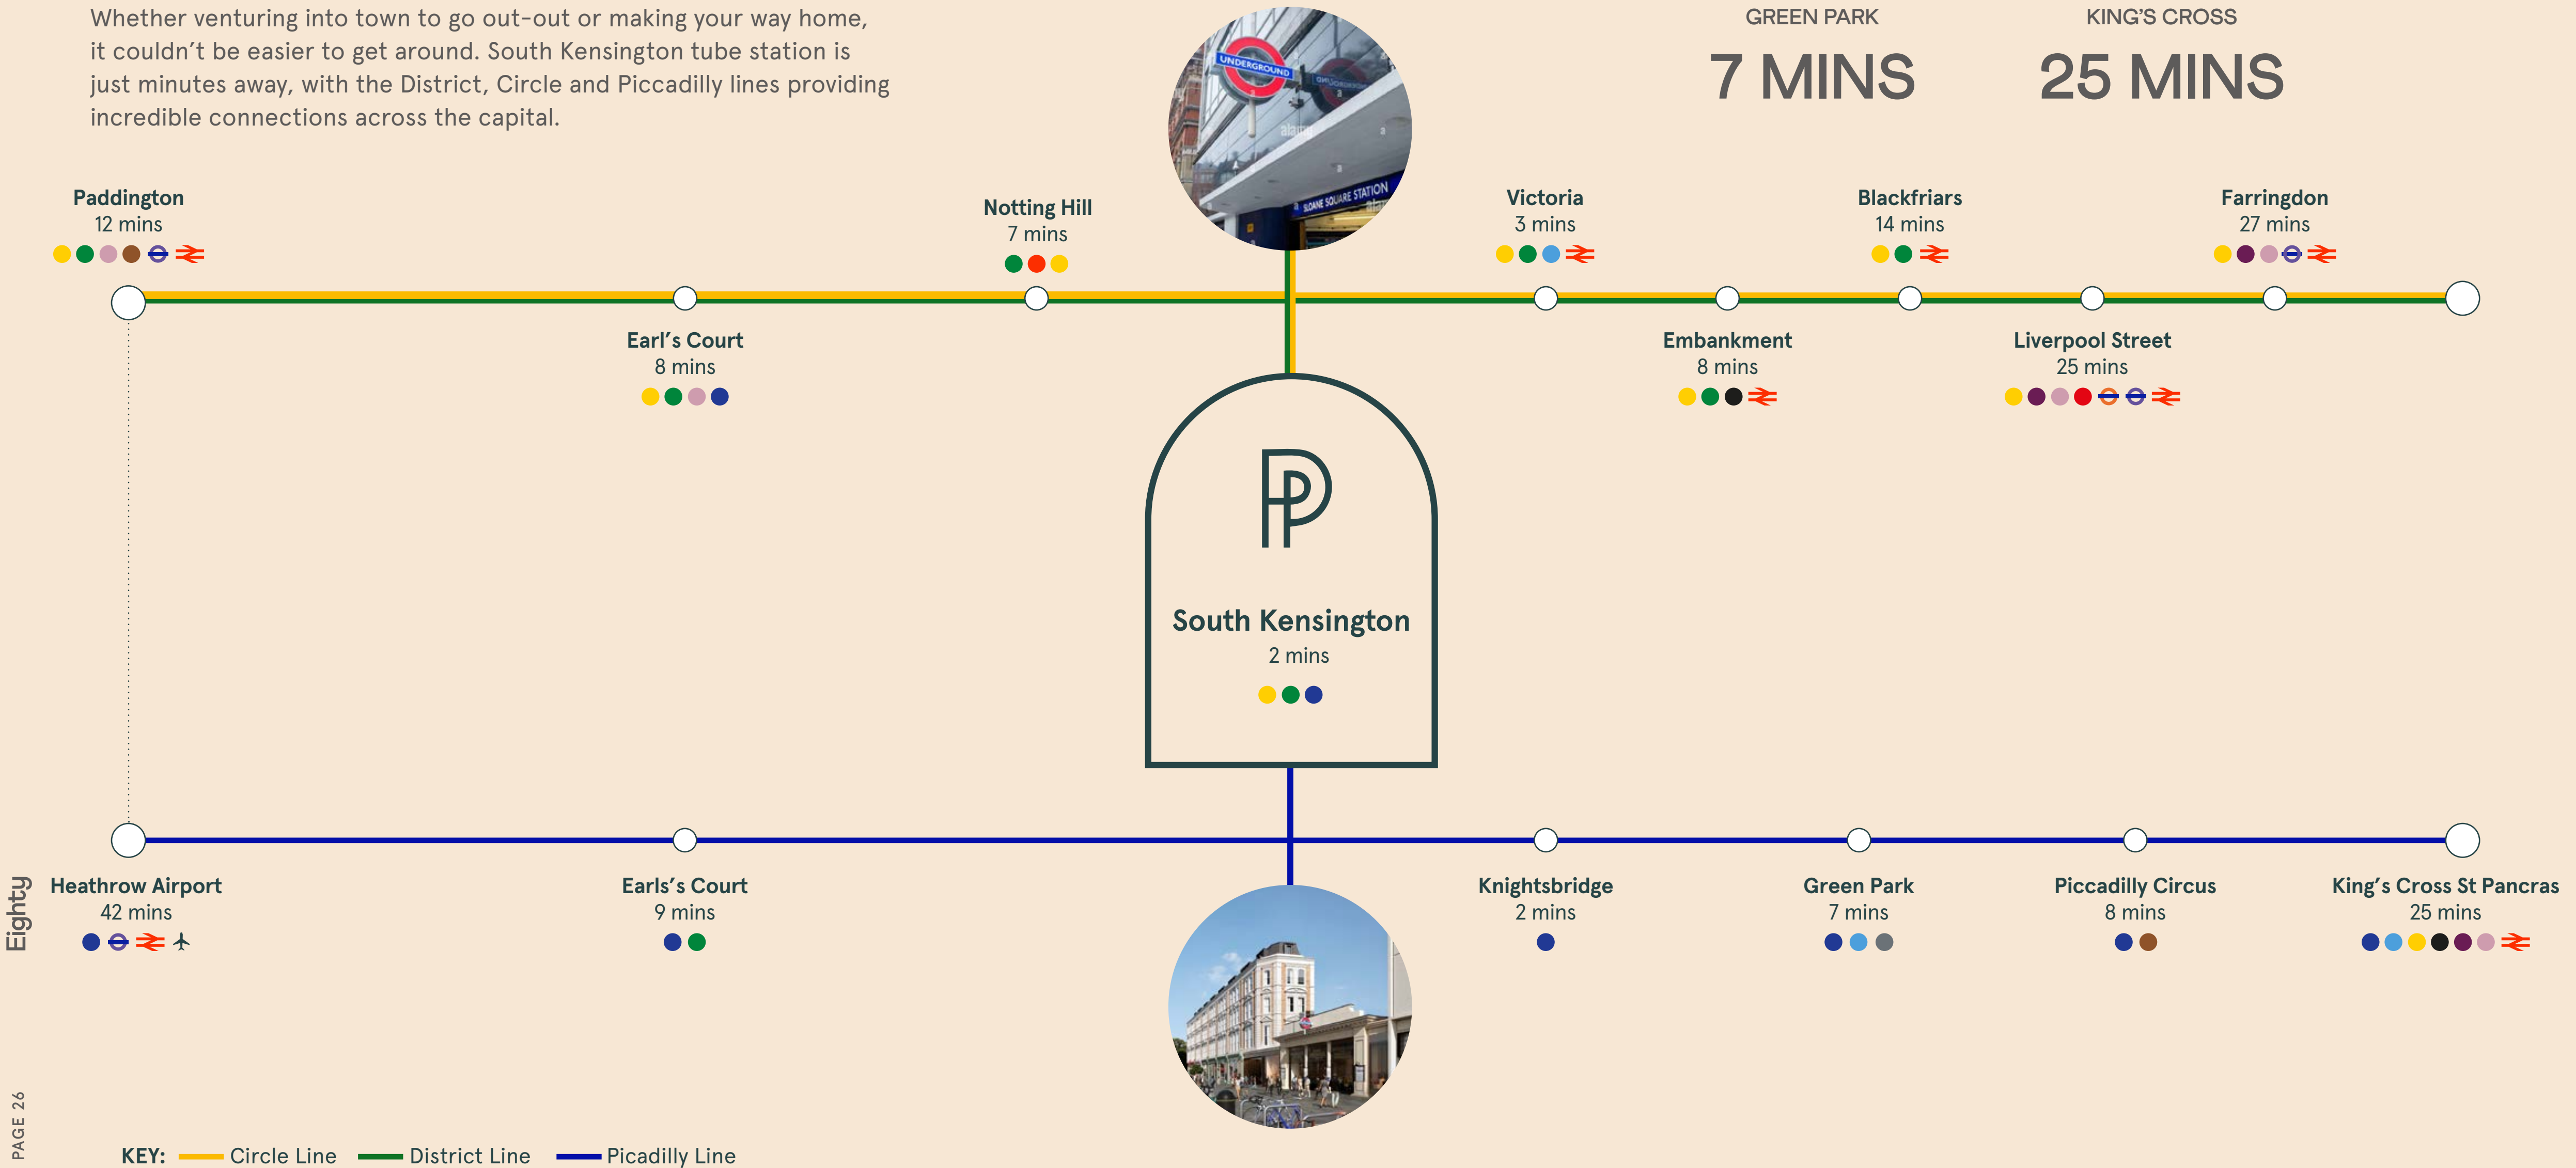 Whether venturing into town to go out-out or making your way home,
it couldn't be easier to get around. South Kensington tube station is
just minutes away, with the District, Circle and Piccadilly lines providing
incredible connections across the capital.
GREEN PARK
7 MINS
KING'S CROSS
25 MINS
UNDERGROUND
alamy
SLOANE SQUARE STATION
Paddington
12 mins
Notting Hill
7 mins
Victoria
3 mins
Blackfriars
14 mins
Farringdon
27 mins
Earl's Court
8 mins
Embankment
8 mins
Liverpool Street
25 mins
South Kensington
2 mins
Heathrow Airport
42 mins
Earls's Court
9 mins
Knightsbridge
2 mins
Green Park
7 mins
Piccadilly Circus
8 mins
King's Cross St Pancras
25 mins
Eighty
PAGE 26
KEY:
Circle Line
District Line
Picadilly Line